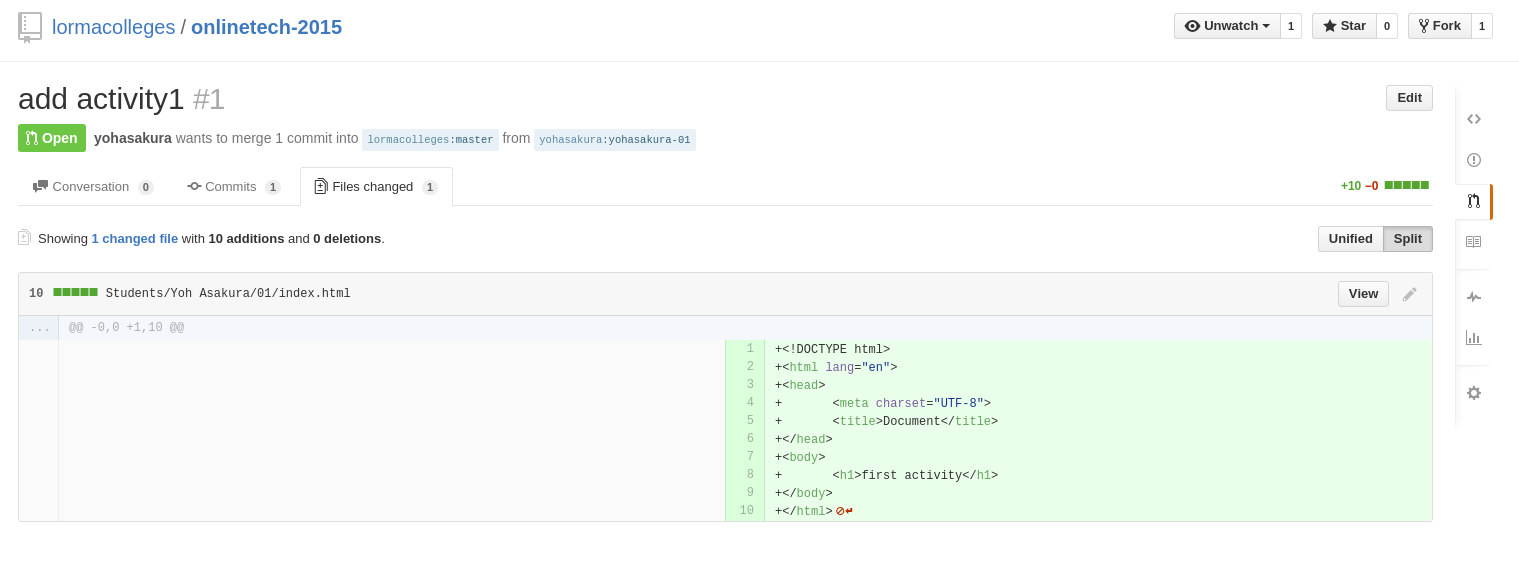 lormacolleges / onlinetech-2015 Unwatch 1 Star 0 Fork 1
add activity1 #1 Edit
Open yohasakura wants to merge 1 commit into lormacolleges:master from yohasakura:yohasakura-01
Conversation 0 Commits 1 Files changed 1 +10 −0
Showing 1 changed file with 10 additions and 0 deletions. Unified Split
10 Students/Yoh Asakura/01/index.html View
... @@ -0,0 +1,10 @@
1 +<!DOCTYPE html>
2 +<html lang="en">
3 +<head>
4 +       <meta charset="UTF-8">
5 +       <title>Document</title>
6 +</head>
7 +<body>
8 +       <h1>first activity</h1>
9 +</body>
10 +</html>